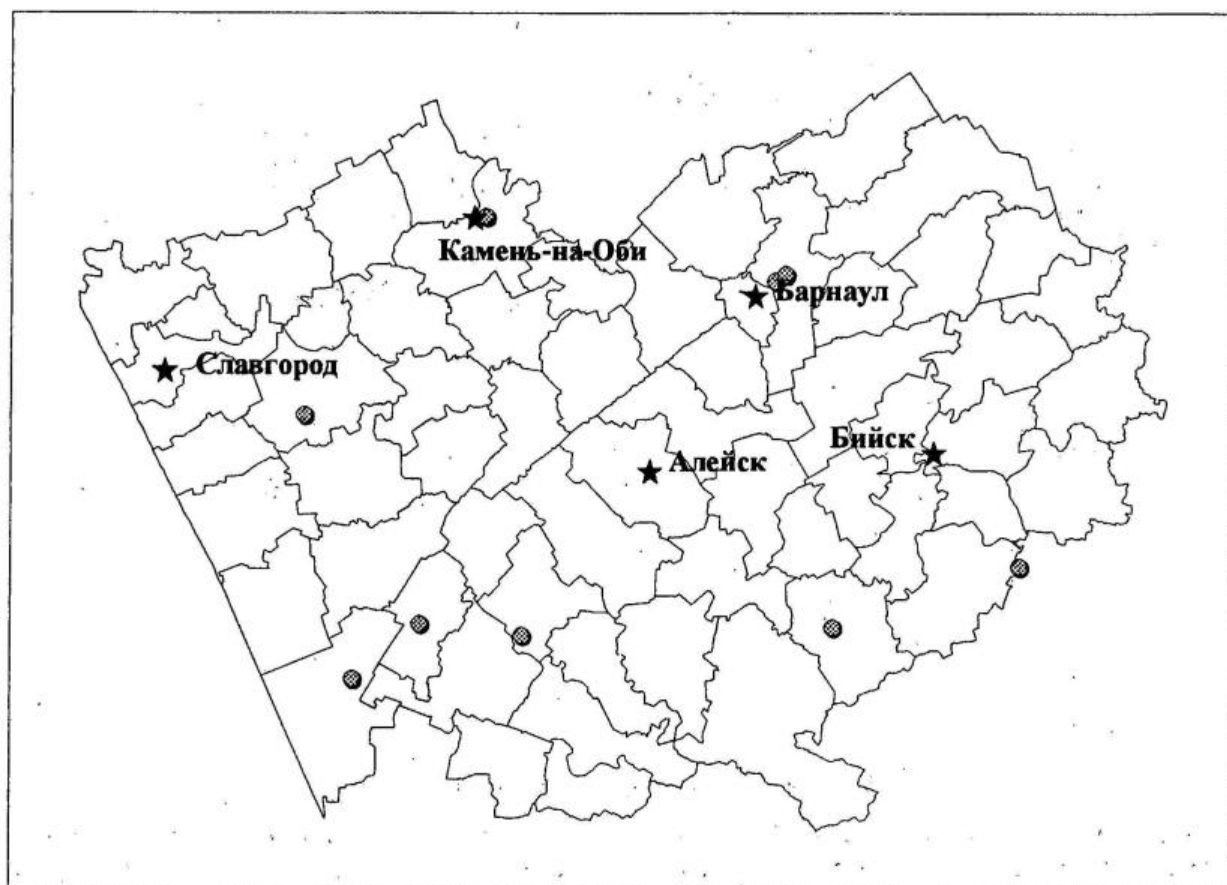 Камень-на-Оби
Барнаул
Славгород
Бийск
Алейск